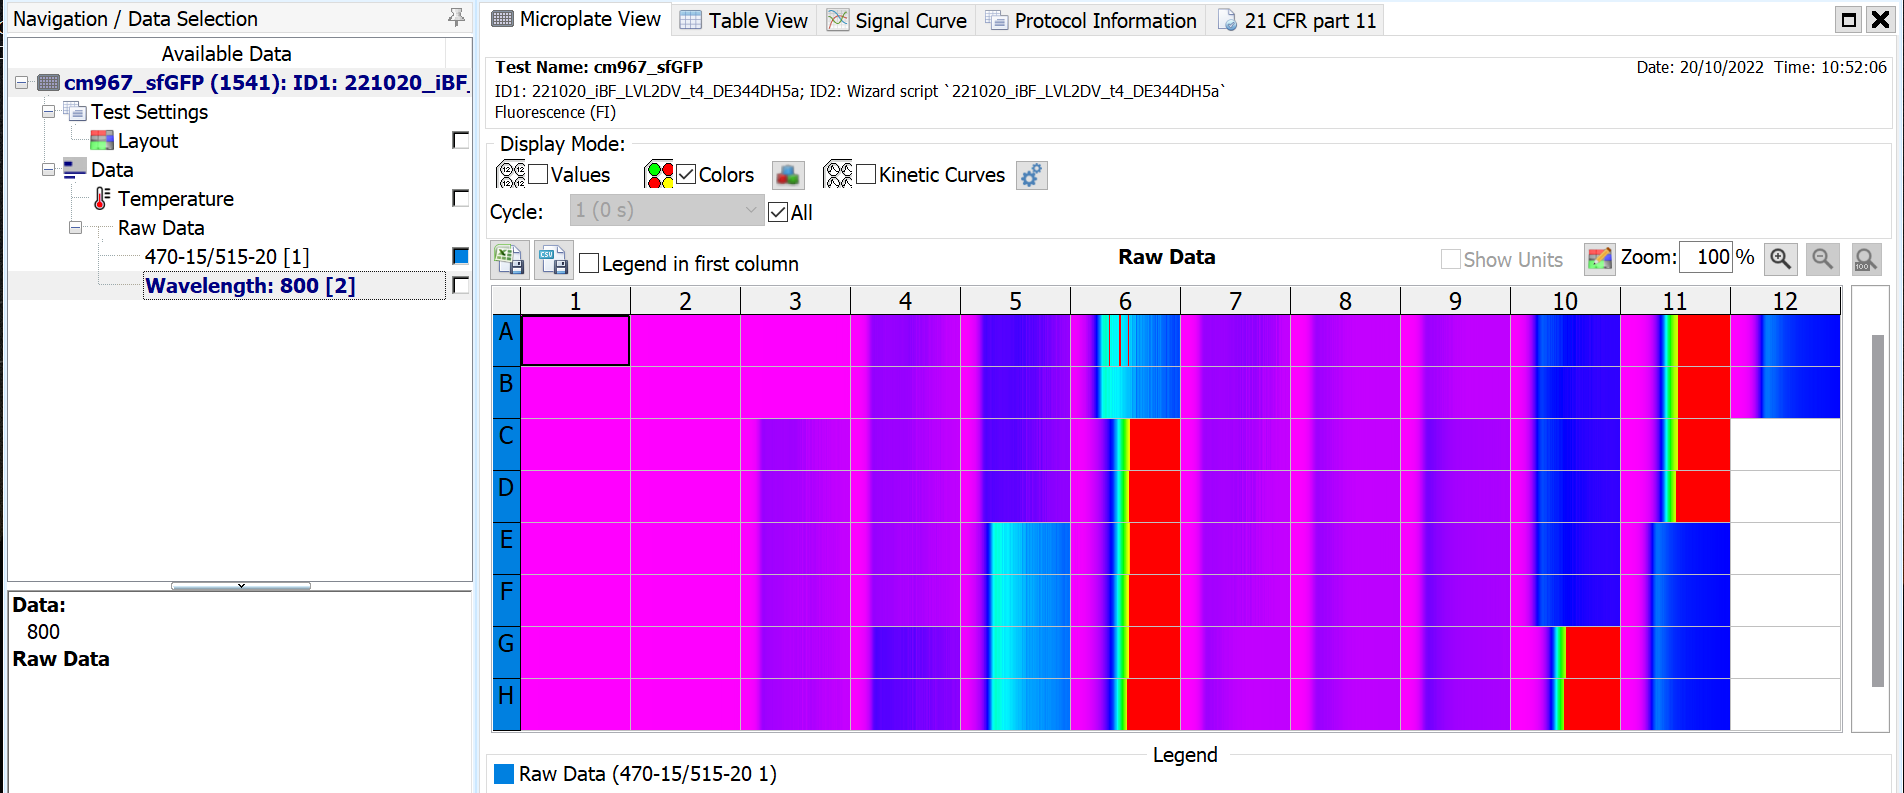 Navigation / Data Selection
Available Data
cm967_sfGFP (1541): ID1: 221020_iBF_
Test Settings
Layout
Data
Temperature
Raw Data
470-15/515-20 [1]
Wavelength: 800 [2]
Data:
800
Raw Data
Microplate View
Table View
Signal Curve
Protocol Information
21 CFR part 11
Test Name: cm967_sfGFP
Date: 20/10/2022 Time: 10:52:06
ID1: 221020_iBF_LVL2DV_t4_DE344DH5a; ID2: Wizard script `221020_iBF_LVL2DV_t4_DE344DH5a`
Fluorescence (FI)
Display Mode:
Values
Colors
Kinetic Curves
Cycle:
1 (0 s)
All
Legend in first column
Raw Data
Show Units
Zoom: 100 %
1 2 3 4 5 6 7 8 9 10 11 12
A
B
C
D
E
F
G
H
Legend
Raw Data (470-15/515-20 1)